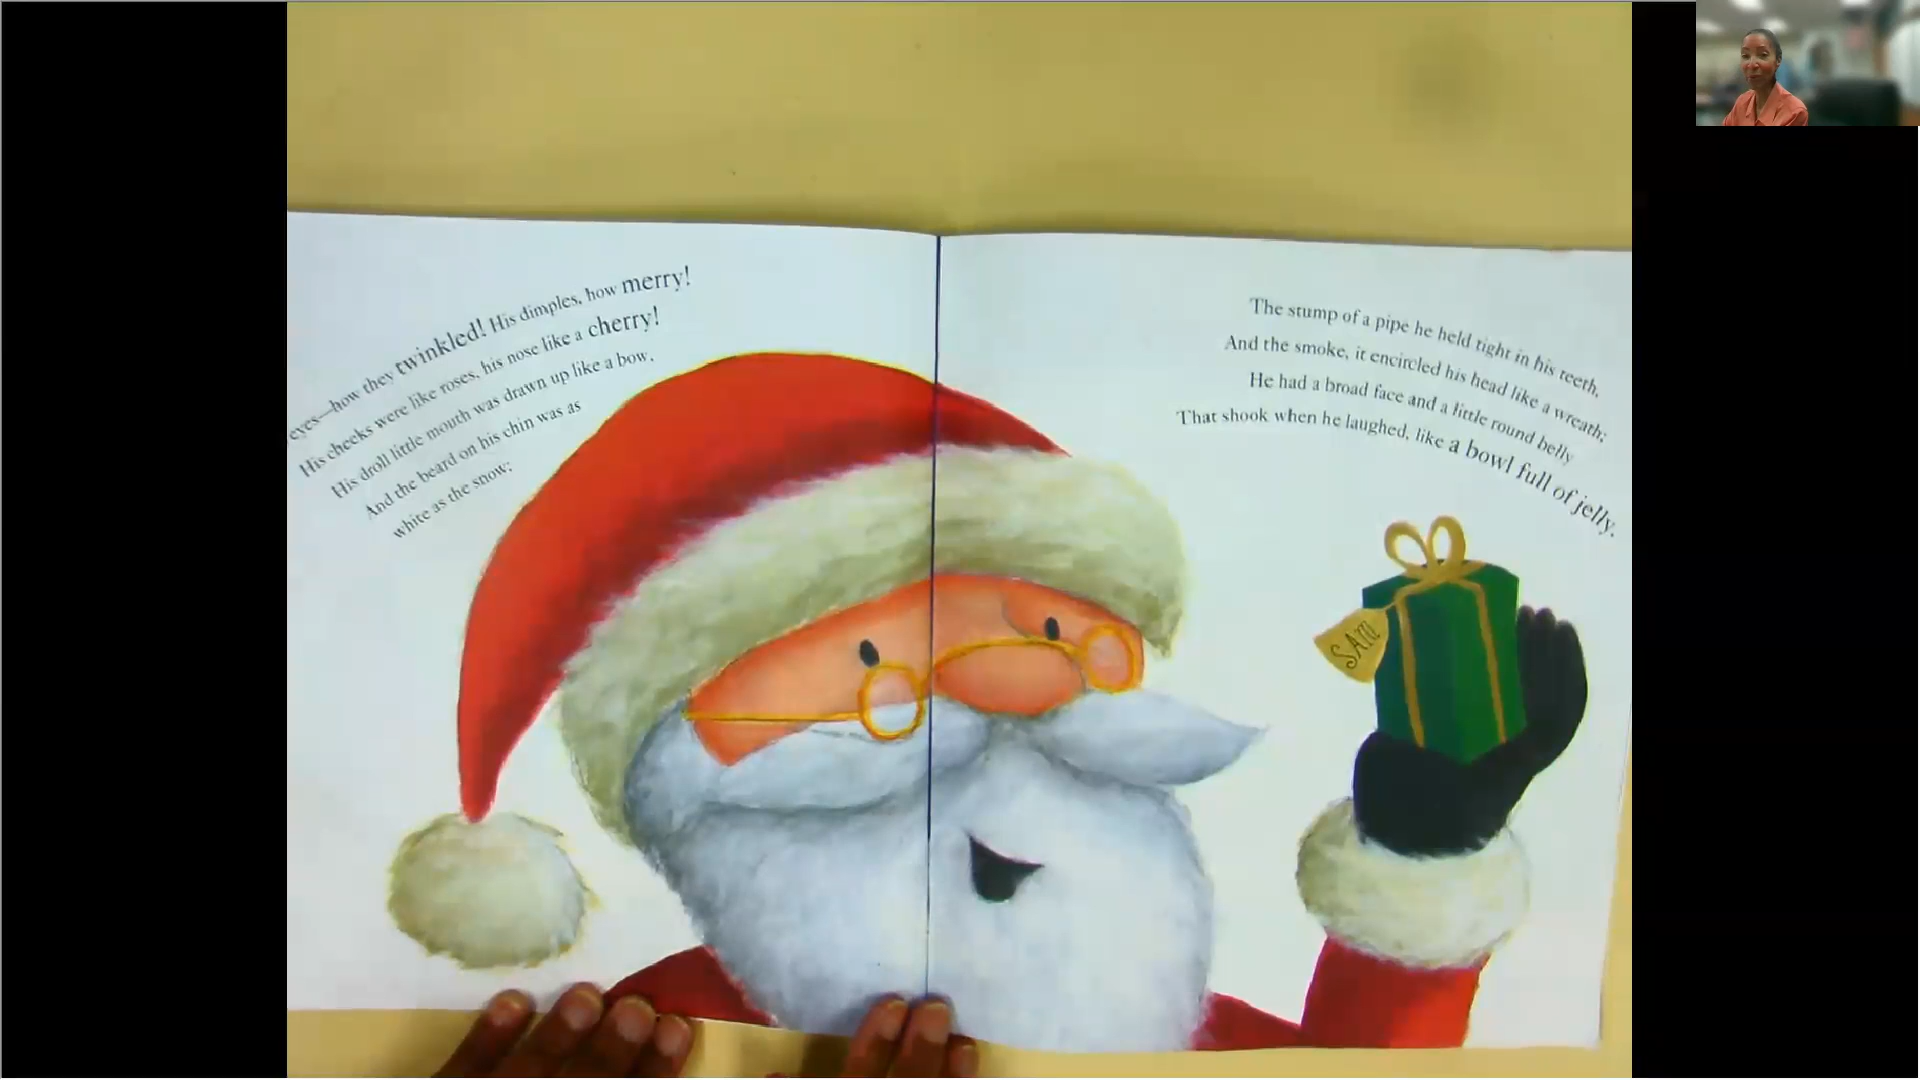 eyes—how they twinkled! His dimples, how merry!
His cheeks were like roses, his nose like a cherry!
His droll little mouth was drawn up like a bow,
And the beard on his chin was as
white as the snow;
The stump of a pipe he held tight in his teeth,
And the smoke, it encircled his head like a wreath;
He had a broad face and a little round belly
That shook when he laughed, like a bowl full of jelly.
SAM